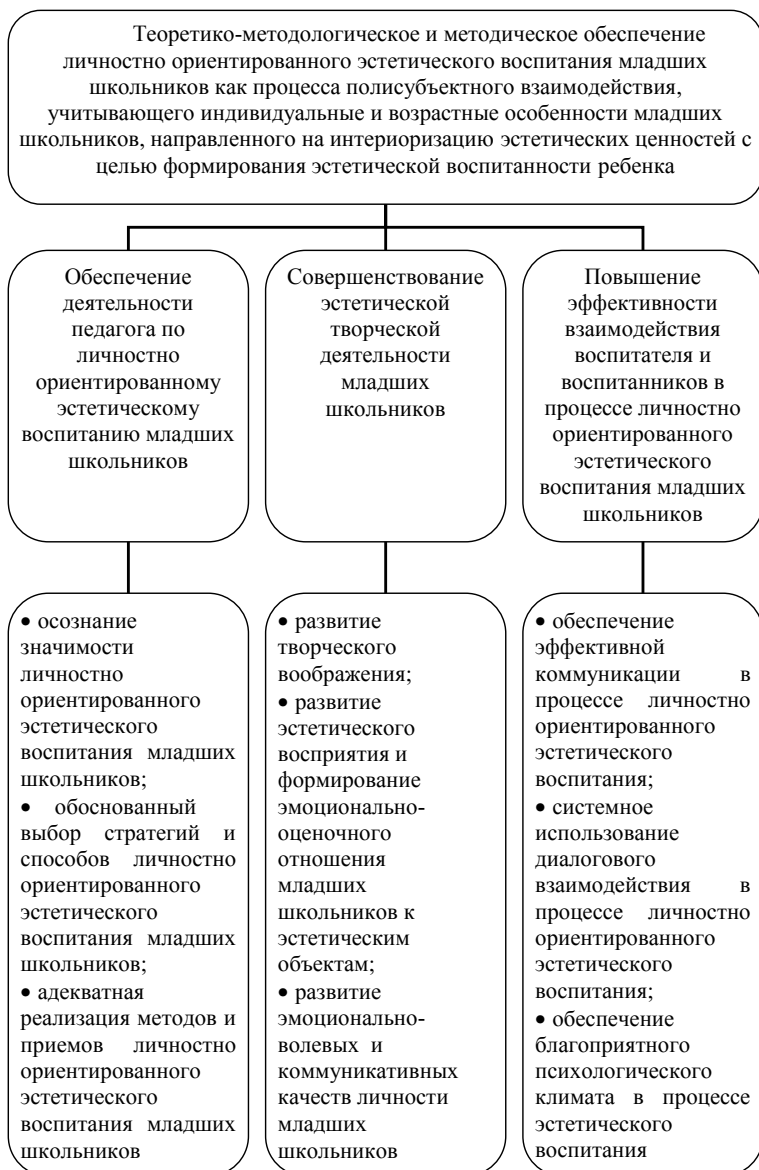 Теоретико-методологическое и методическое обеспечение
личностно ориентированного эстетического воспитания младших
школьников как процесса полисубъектного взаимодействия,
учитывающего индивидуальные и возрастные особенности младших
школьников, направленного на интериоризацию эстетических ценностей с
целью формирования эстетической воспитанности ребенка
Обеспечение
деятельности
педагога по
личностно
ориентированному
эстетическому
воспитанию младших
школьников
Совершенствование
эстетической
творческой
деятельности
младших
школьников
Повышение
эффективности
взаимодействия
воспитателя и
воспитанников в
процессе личностно
ориентированного
эстетического
воспитания младших
школьников
• осознание
значимости
личностно
ориентированного
эстетического
воспитания младших
школьников;
• обоснованный
выбор стратегий и
способов личностно
ориентированного
эстетического
воспитания младших
школьников;
• адекватная
реализация методов и
приемов личностно
ориентированного
эстетического
воспитания младших
школьников
• развитие
творческого
воображения;
• развитие
эстетического
восприятия и
формирование
эмоционально-
оценочного
отношения
младших
школьников к
эстетическим
объектам;
• развитие
эмоционально-
волевых и
коммуникативных
качеств личности
младших
школьников
• обеспечение
эффективной
коммуникации в
процессе личностно
ориентированного
эстетического
воспитания;
• системное
использование
диалогового
взаимодействия в
процессе личностно
ориентированного
эстетического
воспитания;
• обеспечение
благоприятного
психологического
климата в процессе
эстетического
воспитания